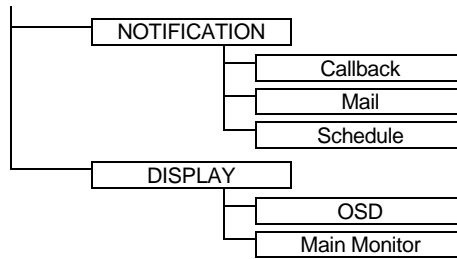 NOTIFICATION
Callback
Mail
Schedule
DISPLAY
OSD
Main Monitor